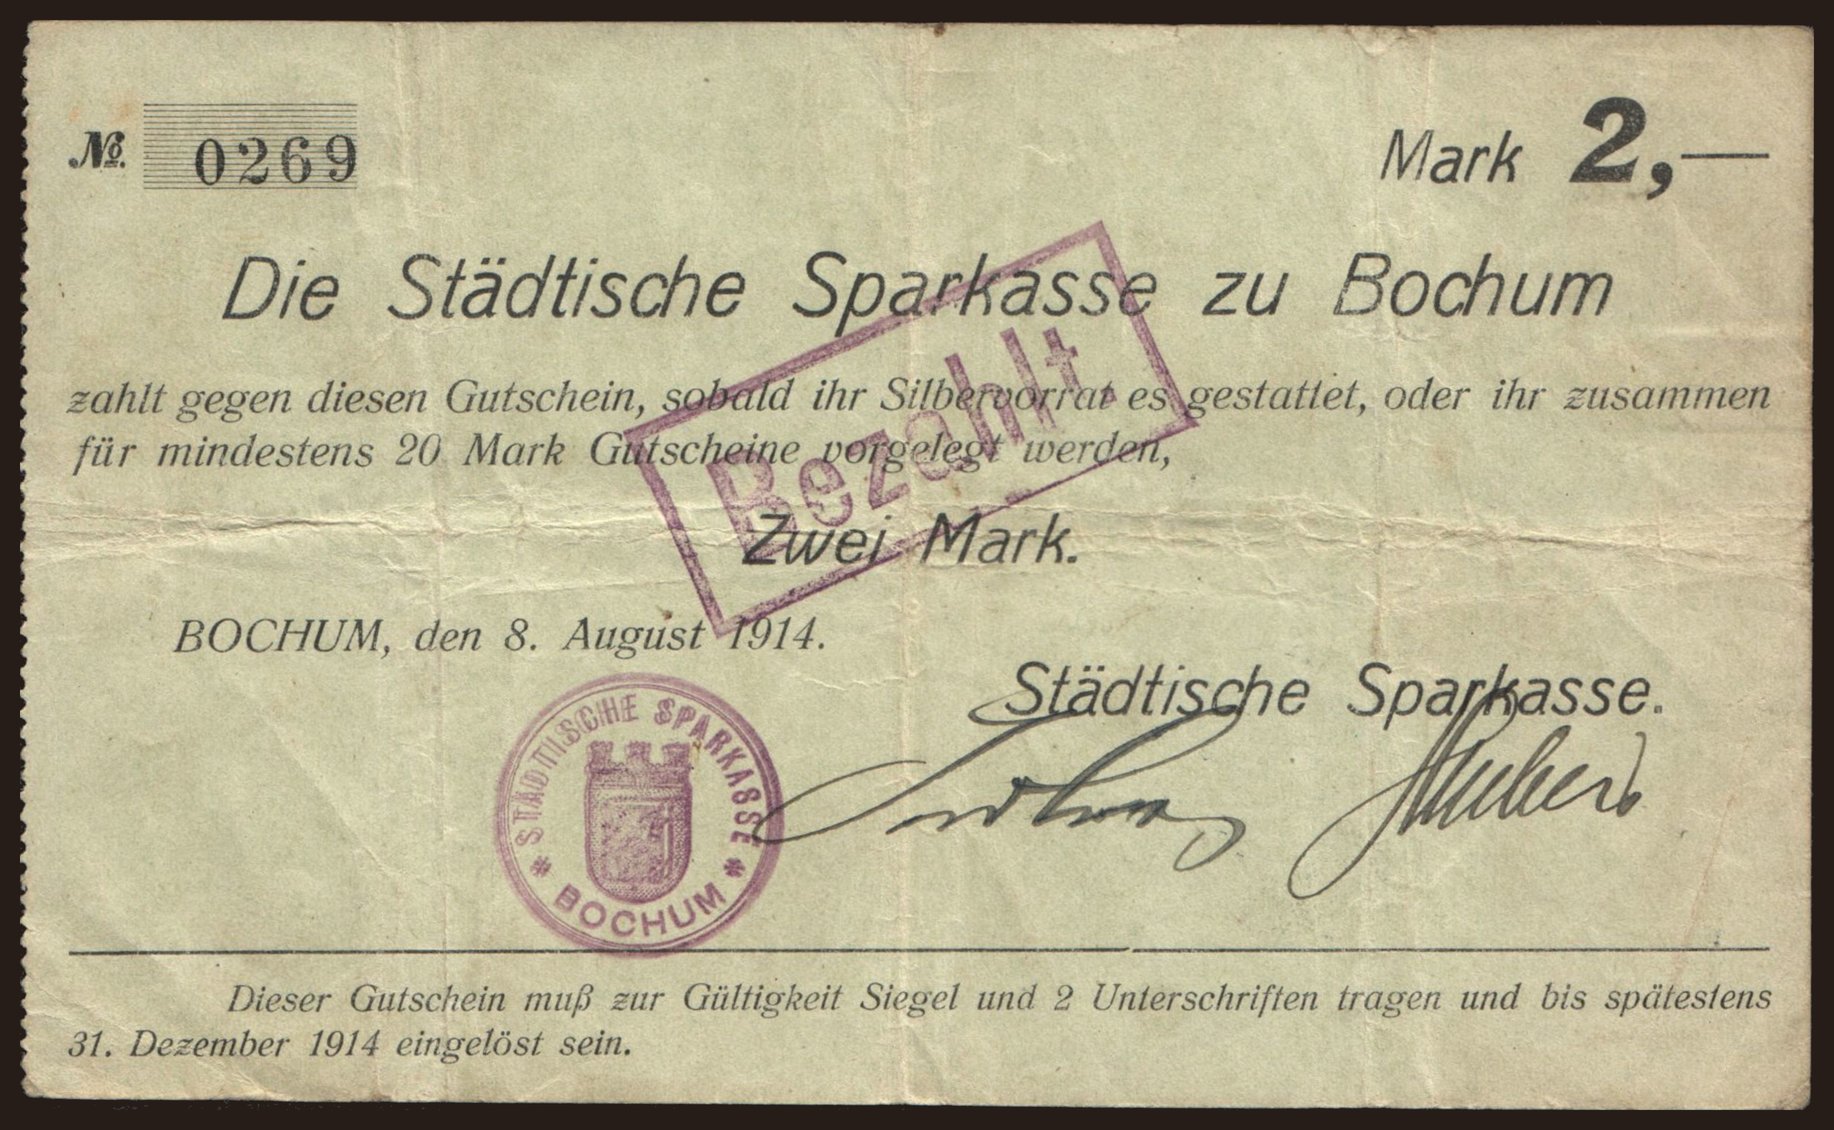 №. 0269
Mark 2,—
Die Städtische Sparkasse zu Bochum
zahlt gegen diesen Gutschein, sobald ihr Silbervorrat es gestattet, oder ihr zusammen
für mindestens 20 Mark Gutscheine vorgelegt werden,
Bezahlt.
Zwei Mark.
BOCHUM, den 8. August 1914.
Städtische Sparkasse.
STÄDTISCHE SPARKASSE
* BOCHUM *
Dieser Gutschein muß zur Gültigkeit Siegel und 2 Unterschriften tragen und bis spätestens
31. Dezember 1914 eingelöst sein.